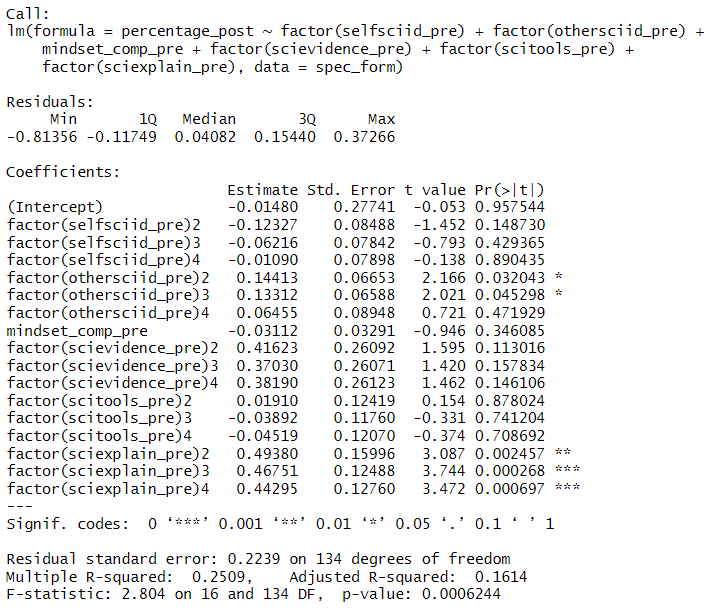 Call:
lm(formula = percentage_post ~ factor(selfsciid_pre) + factor(othersciid_pre) +
    mindset_comp_pre + factor(scievidence_pre) + factor(scitools_pre) +
    factor(sciexplain_pre), data = spec_form)

Residuals:
     Min       1Q   Median       3Q      Max
-0.81356 -0.11749  0.04082  0.15440  0.37266

Coefficients:
                         Estimate Std. Error t value Pr(>|t|)
(Intercept)              -0.01480    0.27741  -0.053 0.957544
factor(selfsciid_pre)2   -0.12327    0.08488  -1.452 0.148730
factor(selfsciid_pre)3   -0.06216    0.07842  -0.793 0.429365
factor(selfsciid_pre)4   -0.01090    0.07898  -0.138 0.890435
factor(othersciid_pre)2   0.14413    0.06653   2.166 0.032043 *
factor(othersciid_pre)3   0.13312    0.06588   2.021 0.045298 *
factor(othersciid_pre)4   0.06455    0.08948   0.721 0.471929
mindset_comp_pre         -0.03112    0.03291  -0.946 0.346085
factor(scievidence_pre)2  0.41623    0.26092   1.595 0.113016
factor(scievidence_pre)3  0.37030    0.26071   1.420 0.157834
factor(scievidence_pre)4  0.38190    0.26123   1.462 0.146106
factor(scitools_pre)2     0.01910    0.12419   0.154 0.878024
factor(scitools_pre)3    -0.03892    0.11760  -0.331 0.741204
factor(scitools_pre)4    -0.04519    0.12070  -0.374 0.708692
factor(sciexplain_pre)2   0.49380    0.15996   3.087 0.002457 **
factor(sciexplain_pre)3   0.46751    0.12488   3.744 0.000268 ***
factor(sciexplain_pre)4   0.44295    0.12760   3.472 0.000697 ***
---
Signif. codes:  0 ‘***’ 0.001 ‘**’ 0.01 ‘*’ 0.05 ‘.’ 0.1 ‘ ’ 1

Residual standard error: 0.2239 on 134 degrees of freedom
Multiple R-squared:  0.2509,    Adjusted R-squared:  0.1614
F-statistic: 2.804 on 16 and 134 DF,  p-value: 0.0006244